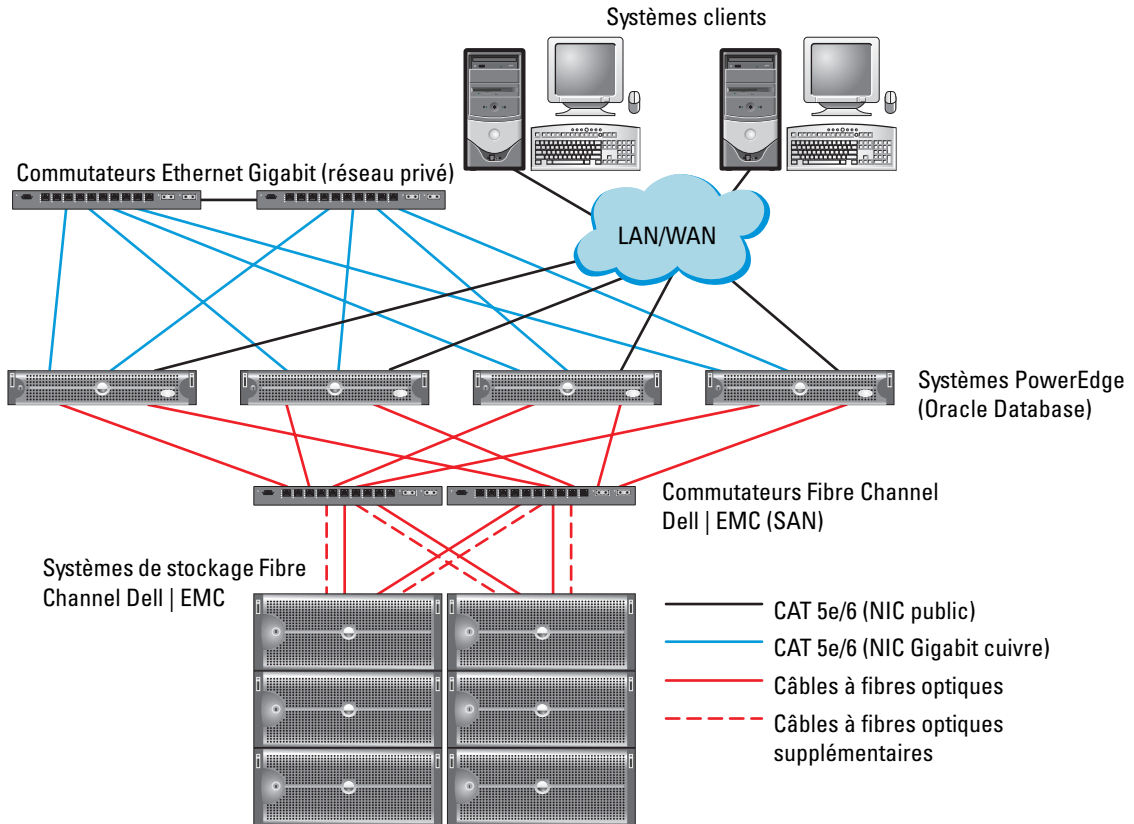 Systèmes clients
Commutateurs Ethernet Gigabit (réseau privé)
LAN/WAN
Systèmes PowerEdge
(Oracle Database)
Commutateurs Fibre Channel
Dell | EMC (SAN)
Systèmes de stockage Fibre
Channel Dell | EMC
CAT 5e/6 (NIC public)
CAT 5e/6 (NIC Gigabit cuivre)
Câbles à fibres optiques
Câbles à fibres optiques
supplémentaires